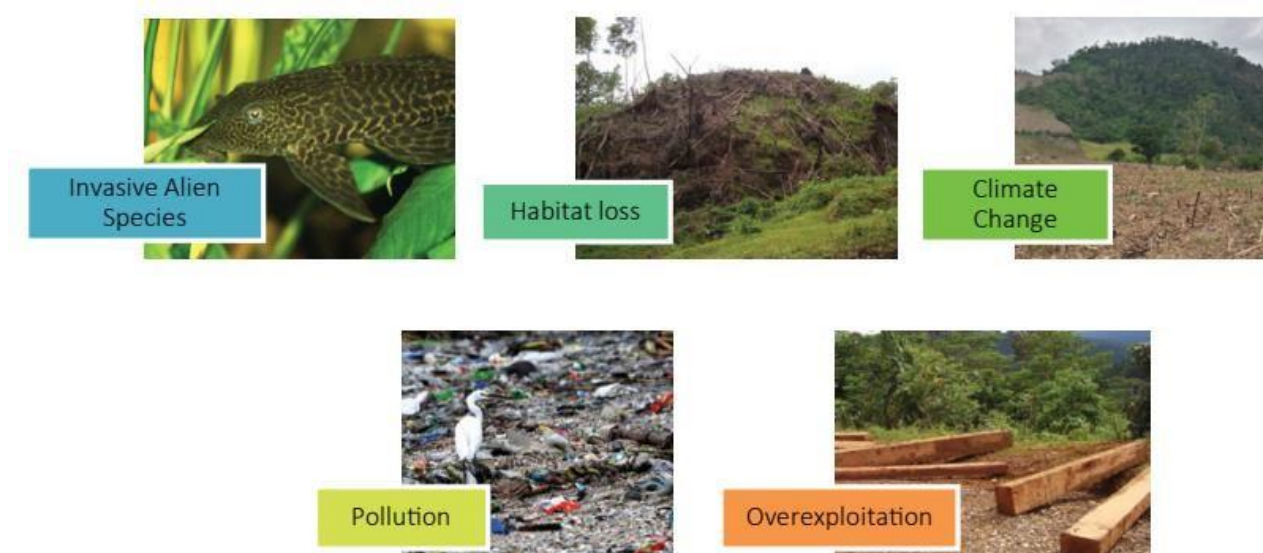 Invasive Alien
Species
Habitat loss
Climate
Change
Pollution
Overexploitation